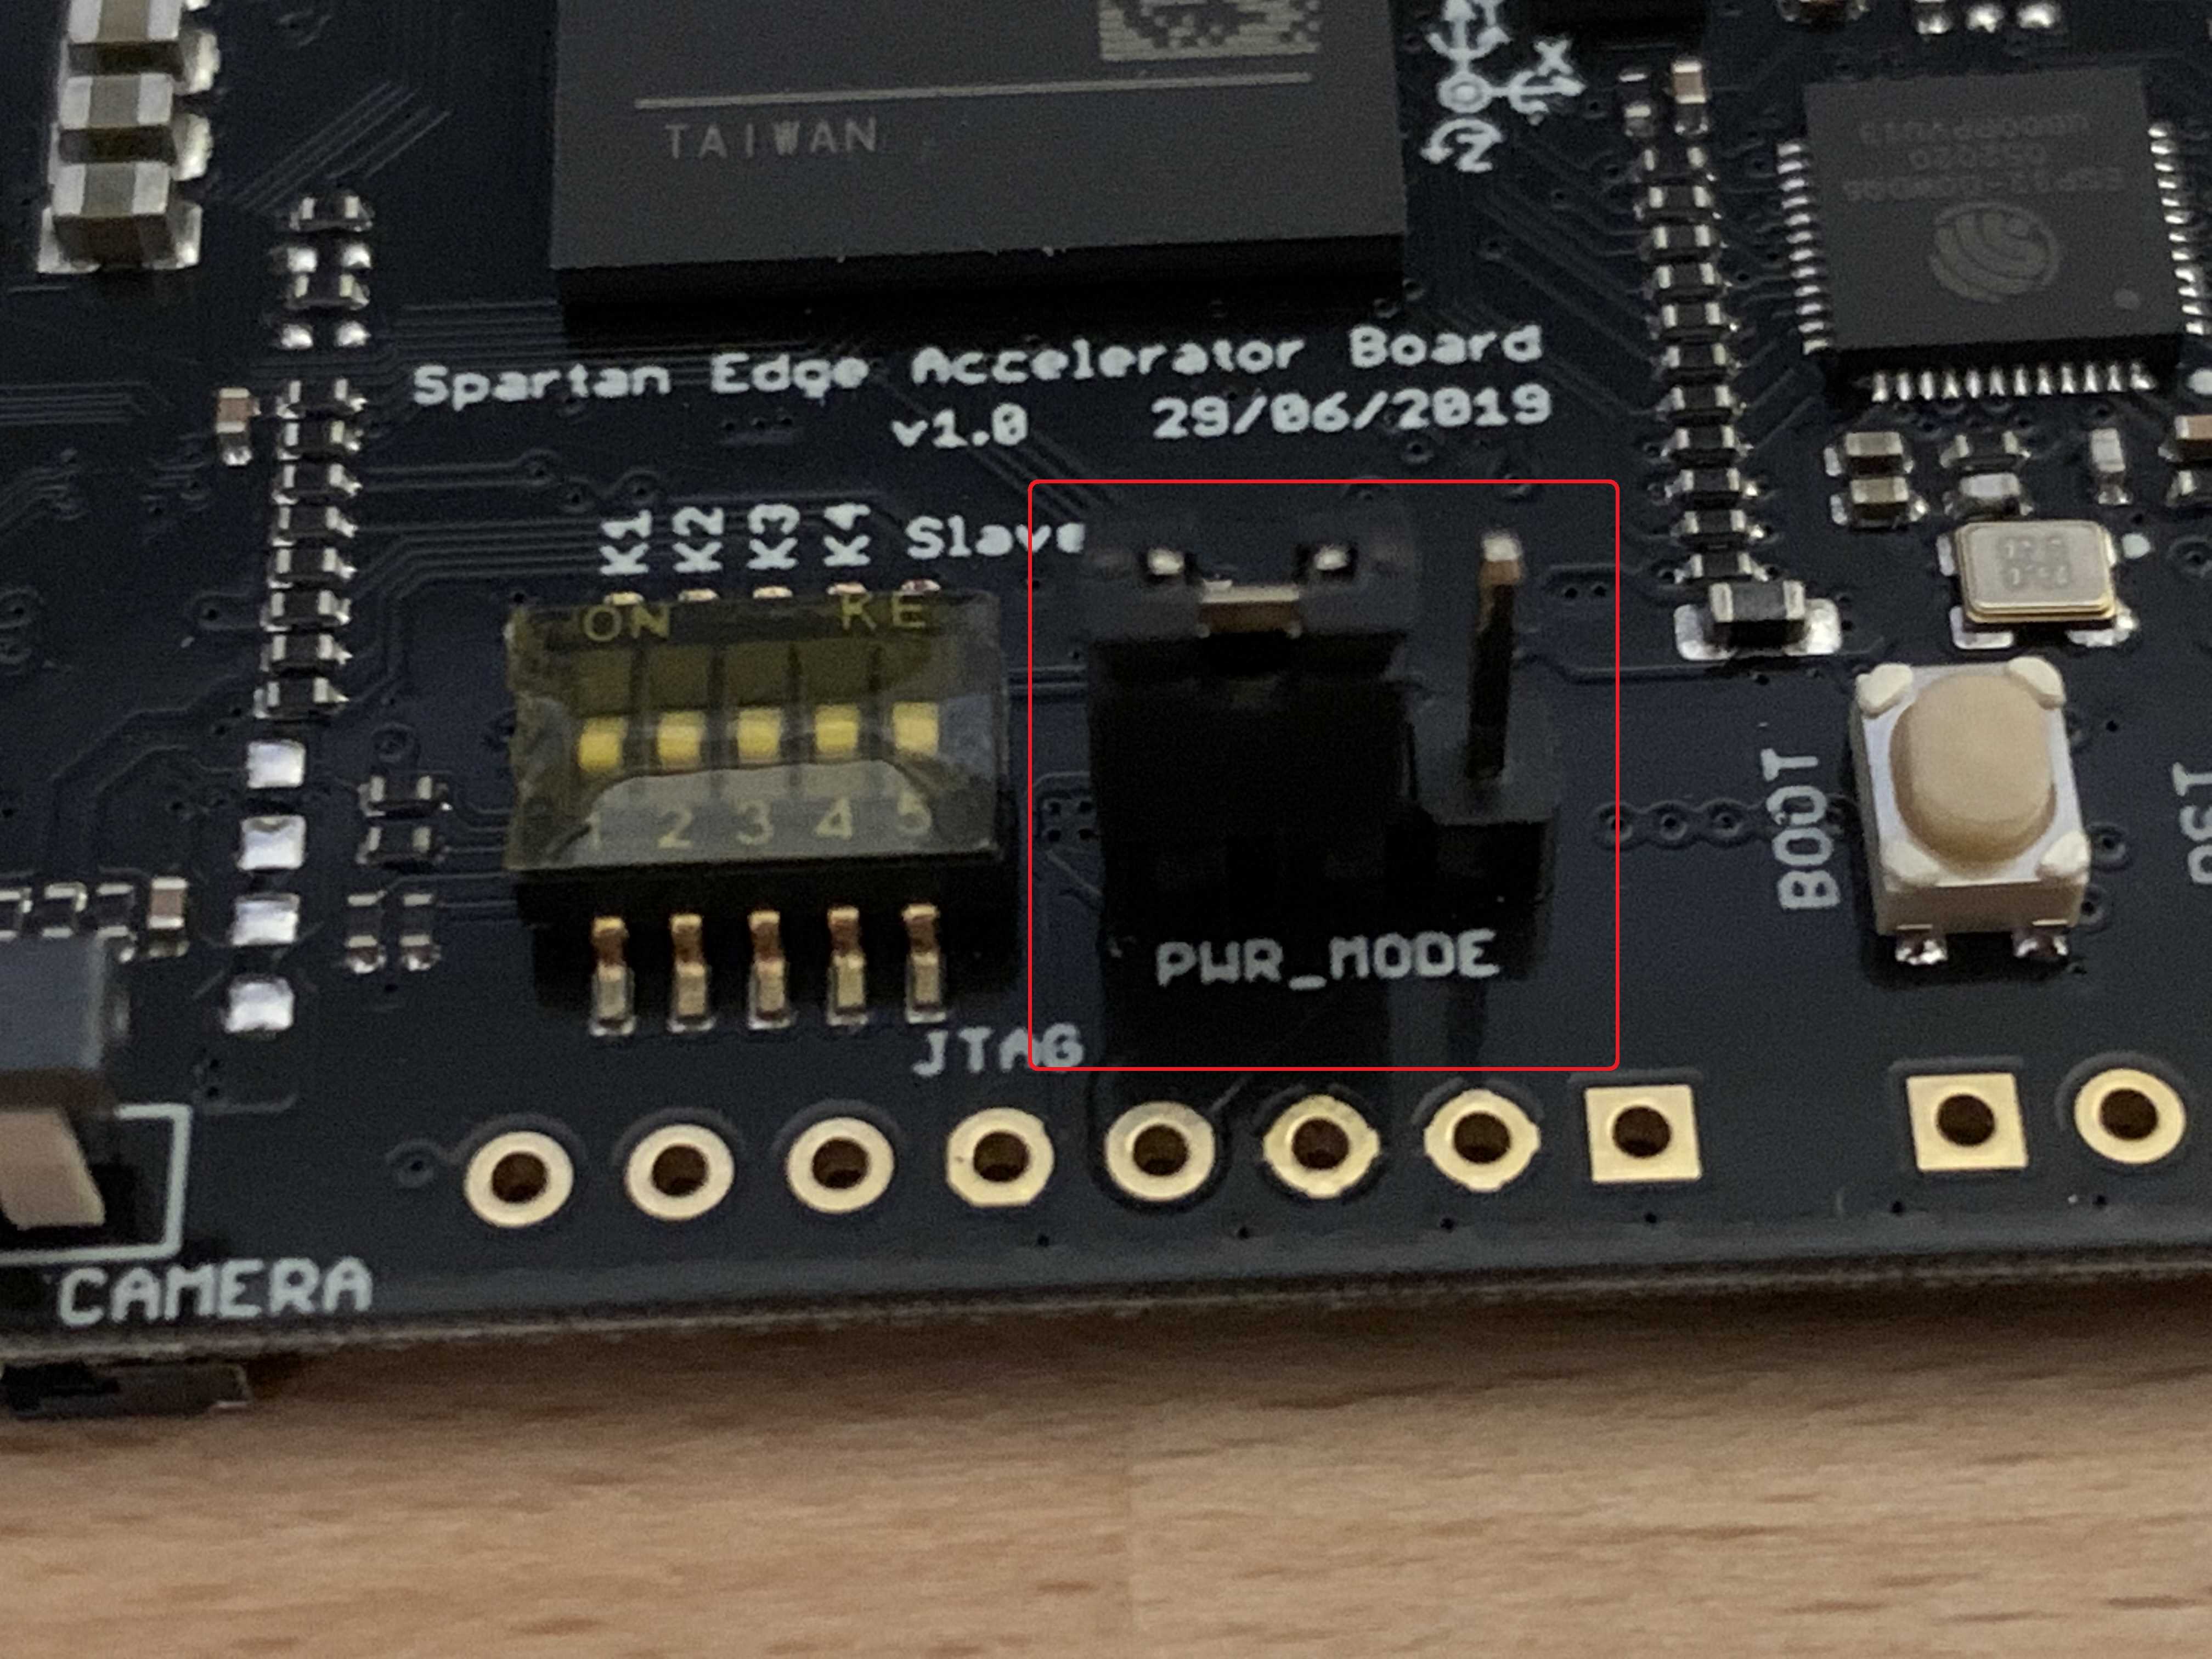 TAIWAN
X
Z
Spartan Edge Accelerator Board
v1.0 29/06/2019
K1 K2 K3 K4 Slave
ON KE
1 2 3 4 5
PWR_MODE
BOOT
JTAG
CAMERA